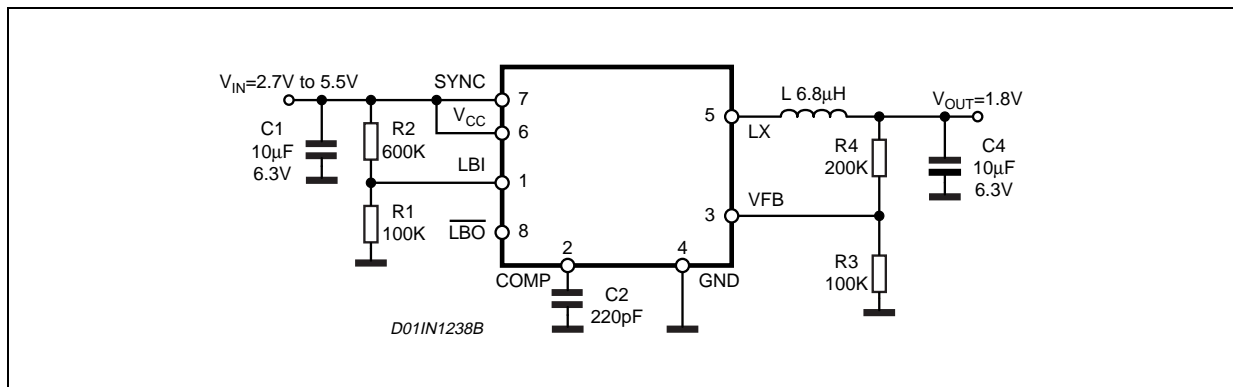 V_IN=2.7V to 5.5V
SYNC
7
V_CC
6
C1
10μF
6.3V
R2
600K
LBI
1
R1
100K
LBO
8
COMP
2
C2
220pF
4
GND
D01IN1238B
5
LX
L 6.8μH
V_OUT=1.8V
R4
200K
C4
10μF
6.3V
VFB
3
R3
100K